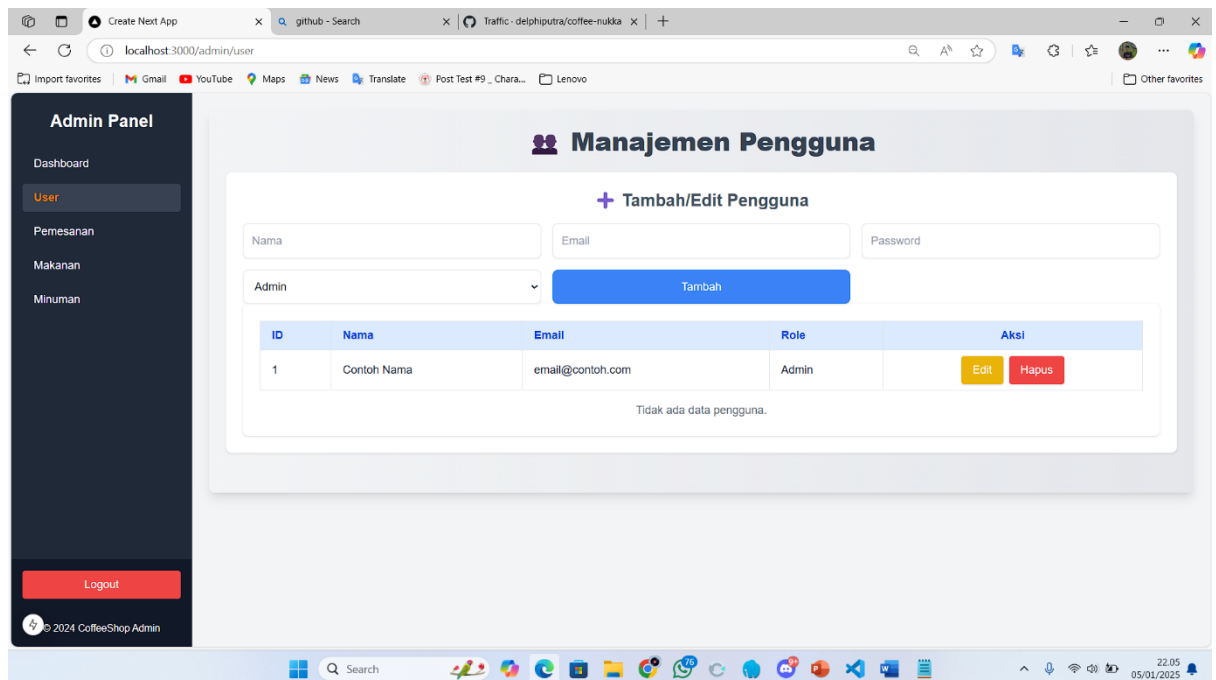 Create Next App
github - Search
Traffic · delphiputra/coffee-nukka
localhost:3000/admin/user
Import favorites
Gmail
YouTube
Maps
News
Translate
Post Test #9 _ Chara...
Lenovo
Other favorites
Admin Panel
Dashboard
User
Pemesanan
Makanan
Minuman
Logout
© 2024 CoffeeShop Admin
Manajemen Pengguna
Tambah/Edit Pengguna
Nama Email Password
Admin Tambah
ID Nama Email Role Aksi
1 Contoh Nama email@contoh.com Admin Edit Hapus
Tidak ada data pengguna.
Search
76
9+
22.05
05/01/2025